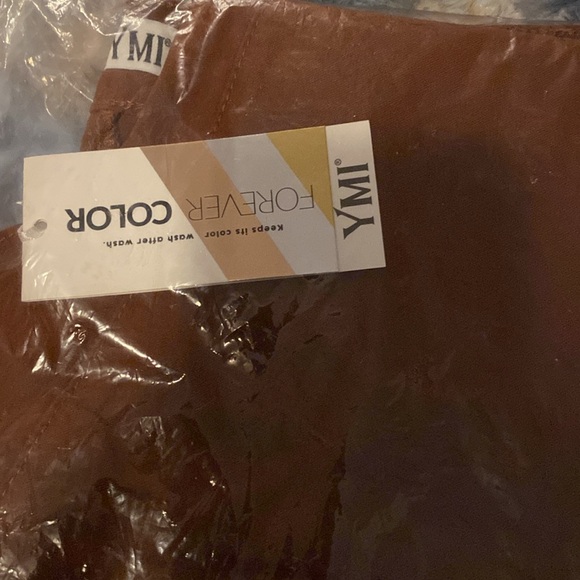 YMI®
YMI®
FOREVER
COLOR
Keeps its color wash after wash.